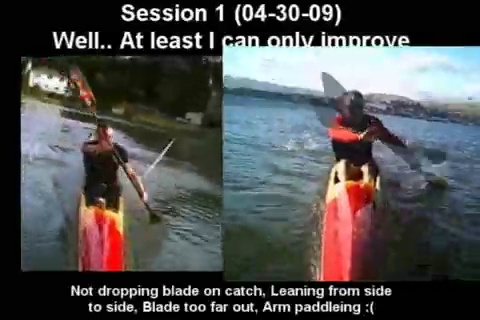 Session 1 (04-30-09)
Well.. At least I can only improve
Not dropping blade on catch, Leaning from side
to side, Blade too far out, Arm paddleing :(